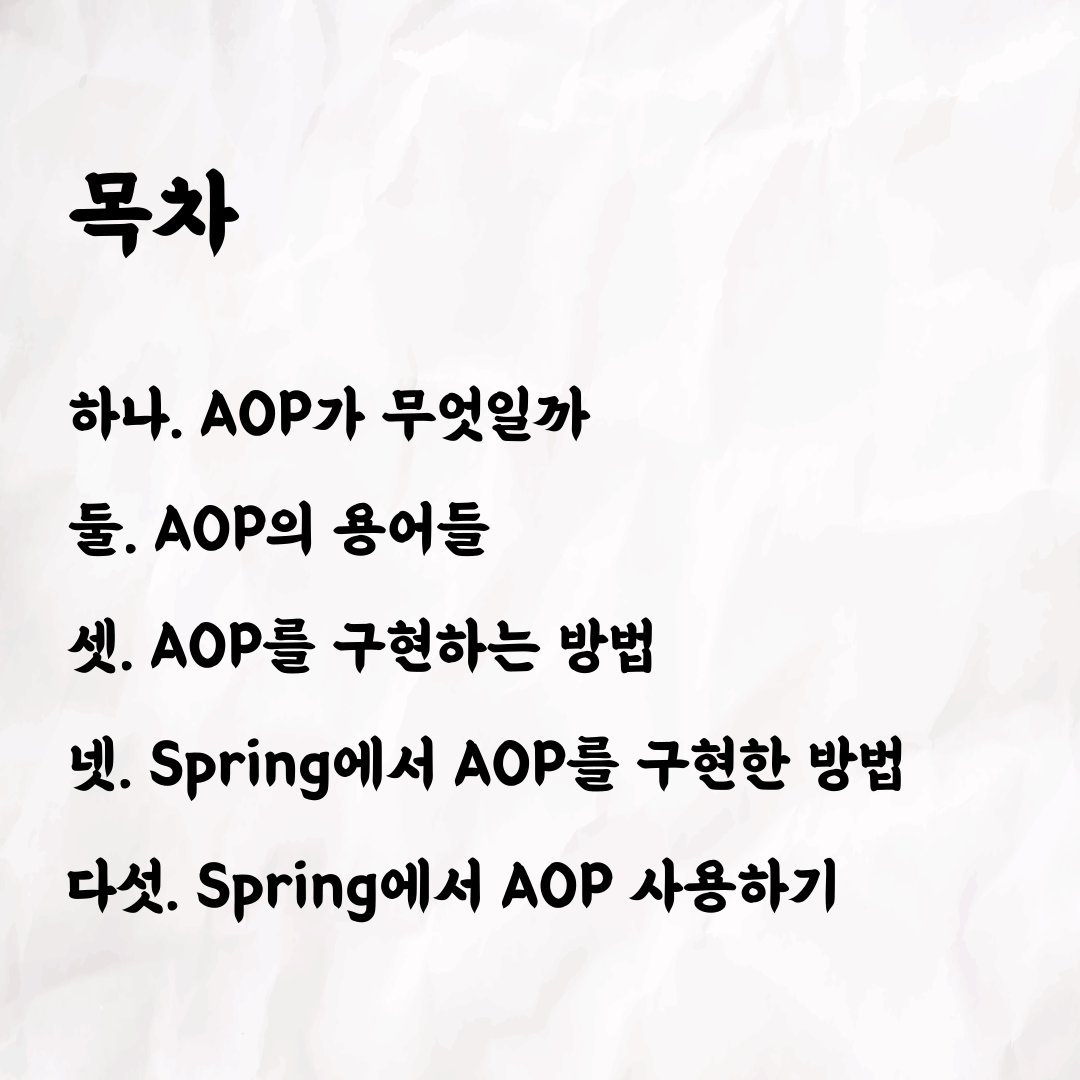 목차
하나. AOP가 무엇일까
둘. AOP의 용어들
셋. AOP를 구현하는 방법
넷. Spring에서 AOP를 구현한 방법
다섯. Spring에서 AOP 사용하기